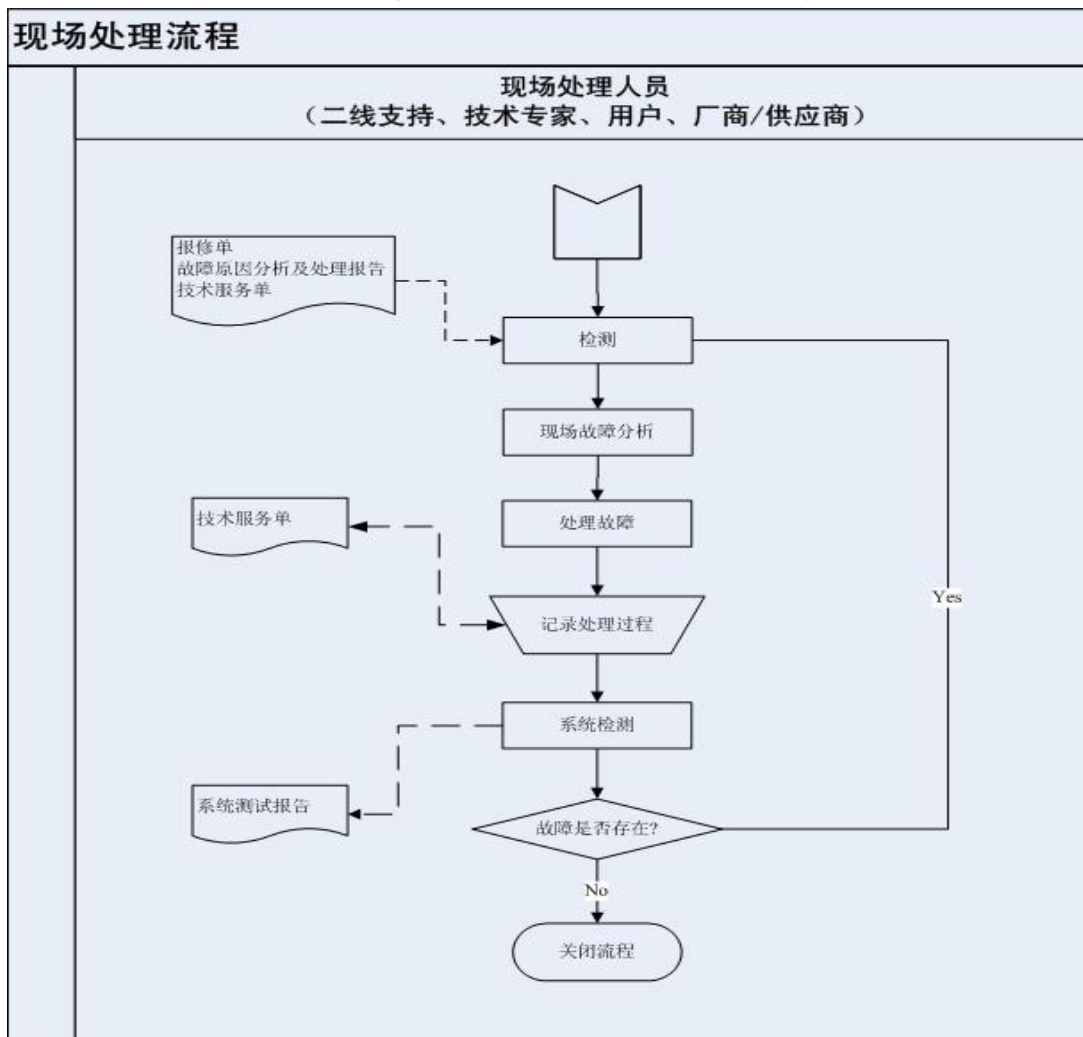 现场处理流程
现场处理人员
（二线支持、技术专家、用户、厂商/供应商）
报修单
故障原因分析及处理报告
技术服务单
检测
现场故障分析
处理故障
技术服务单
Yes
记录处理过程
系统检测
系统测试报告
故障是否存在?
No
关闭流程